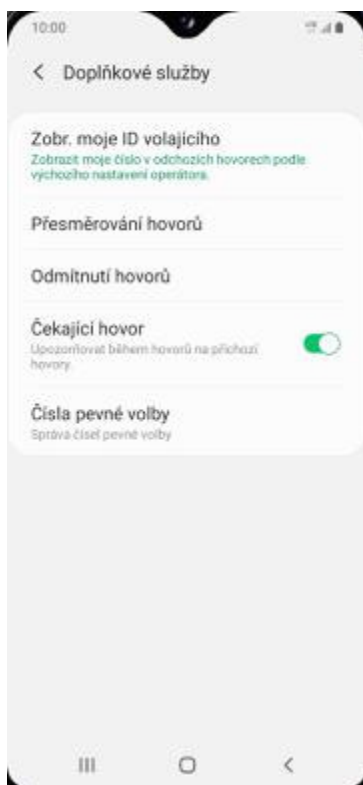 10:00
Doplňkové služby
Zobr. moje ID volajícího
Zobrazit moje číslo v odchozích hovorech podle
výchozího nastavení operátora.
Přesměrování hovorů
Odmítnutí hovorů
Čekající hovor
Upozorňovat během hovorů na příchozí
hovory.
Čísla pevné volby
Správa čísel pevné volby